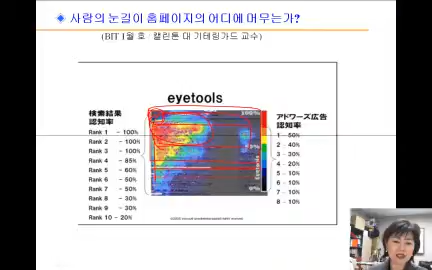 사람의 눈길이 홈페이지의 어디에 머무는가?
(BIT 1월 호 : 캘린톤 대 기테링가드 교수)
eyetools
検索結果
認知率
Rank 1 - 100%
Rank 2 - 100%
Rank 3 - 100%
Rank 4 - 85%
Rank 5 - 60%
Rank 6 - 50%
Rank 7 - 50%
Rank 8 - 30%
Rank 9 - 30%
Rank 10 - 20%
100%
0%
Eyetools
アドワーズ広告
認知率
1 - 50%
2 - 40%
3 - 30%
4 - 20%
5 - 10%
6 - 10%
7 - 10%
8 - 10%